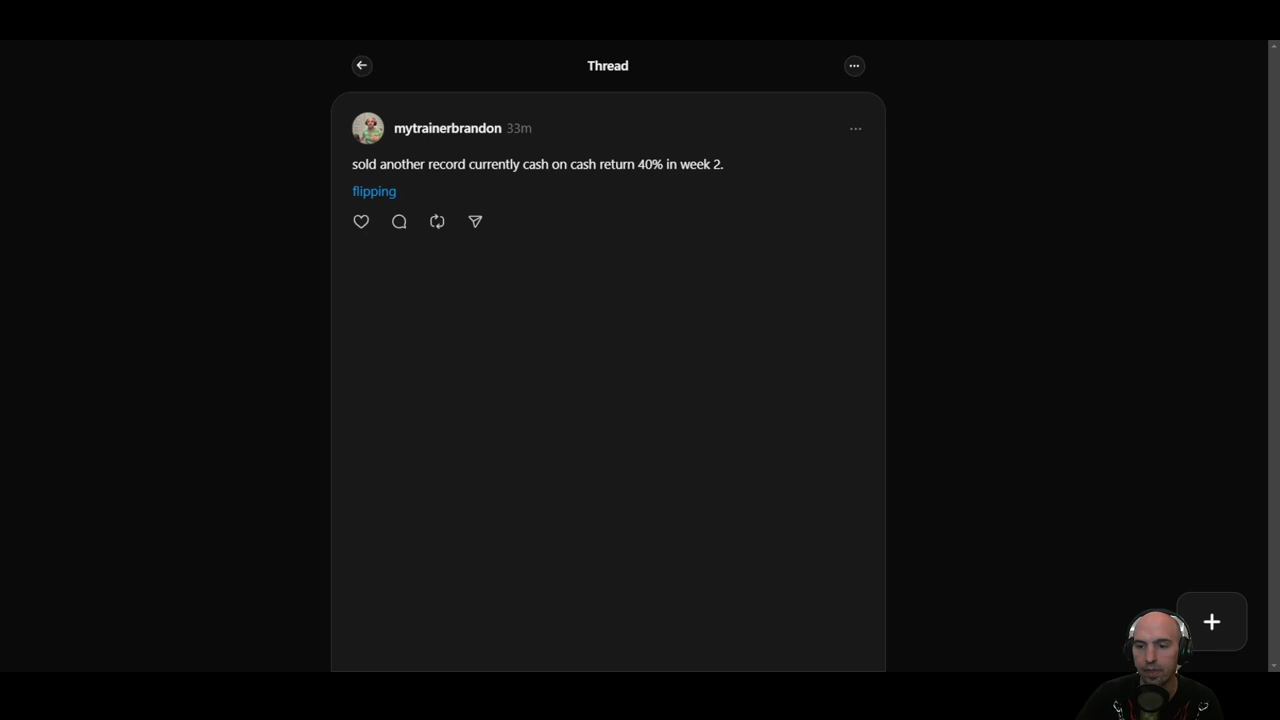 Thread
mytrainerbrandon 33m
sold another record currently cash on cash return 40% in week 2.
flipping